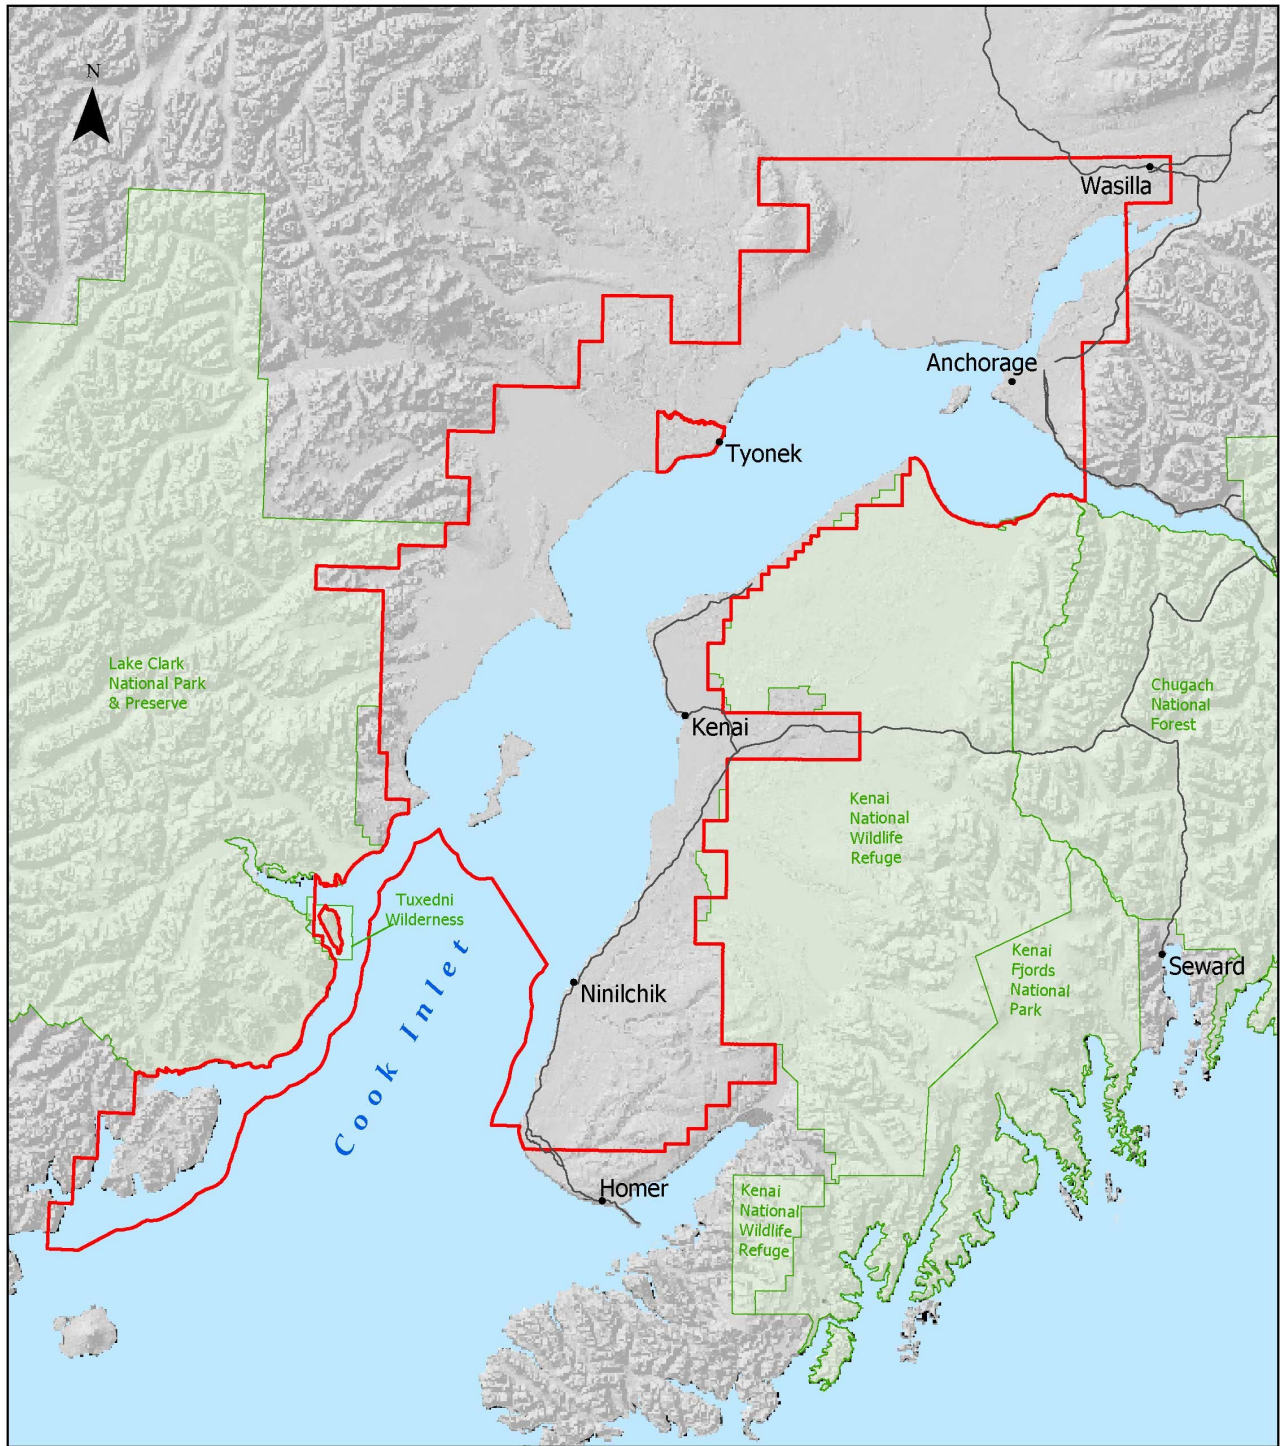 N
Wasilla
Anchorage
Tyonek
Lake Clark
National Park
& Preserve
Chugach
National
Forest
Kenai
Kenai
National
Wildlife
Refuge
Tuxedni
Wilderness
Cook Inlet
Kenai
Fjords
National
Park
Seward
Ninilchik
Homer
Kenai
National
Wildlife
Refuge